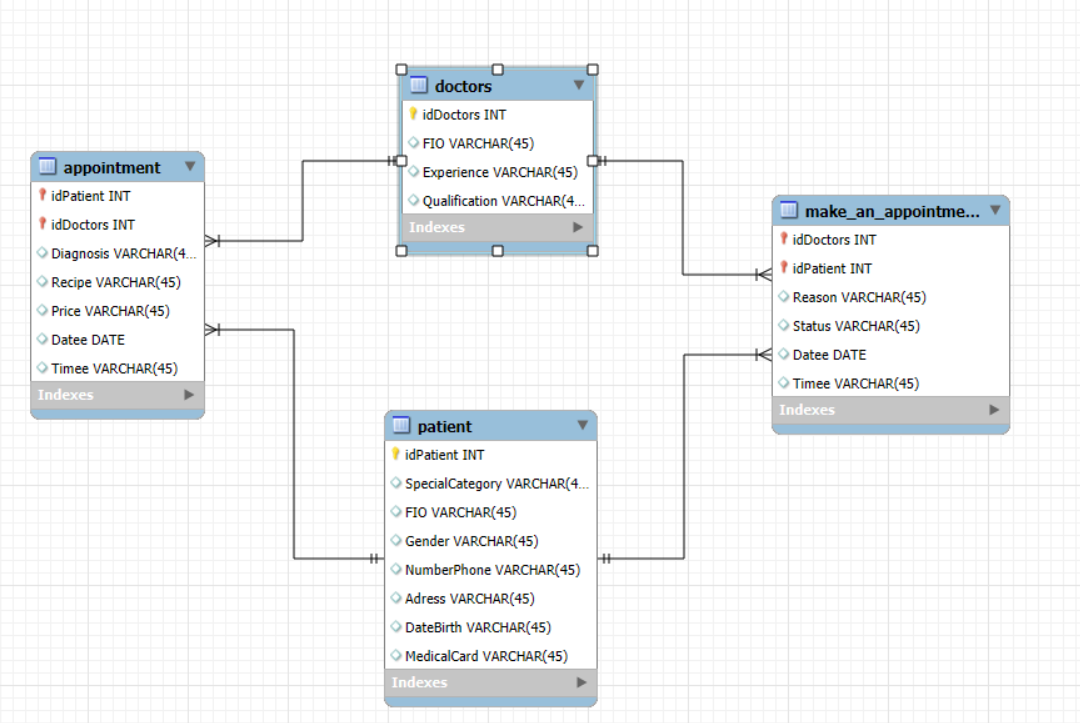 doctors
idDoctors INT
FIO VARCHAR(45)
Experience VARCHAR(45)
Qualification VARCHAR(4...
Indexes
appointment
idPatient INT
idDoctors INT
Diagnosis VARCHAR(4...
Recipe VARCHAR(45)
Price VARCHAR(45)
Datee DATE
Timee VARCHAR(45)
Indexes
make_an_appointme...
idDoctors INT
idPatient INT
Reason VARCHAR(45)
Status VARCHAR(45)
Datee DATE
Timee VARCHAR(45)
Indexes
patient
idPatient INT
SpecialCategory VARCHAR(4...
FIO VARCHAR(45)
Gender VARCHAR(45)
NumberPhone VARCHAR(45)
Adress VARCHAR(45)
DateBirth VARCHAR(45)
MedicalCard VARCHAR(45)
Indexes